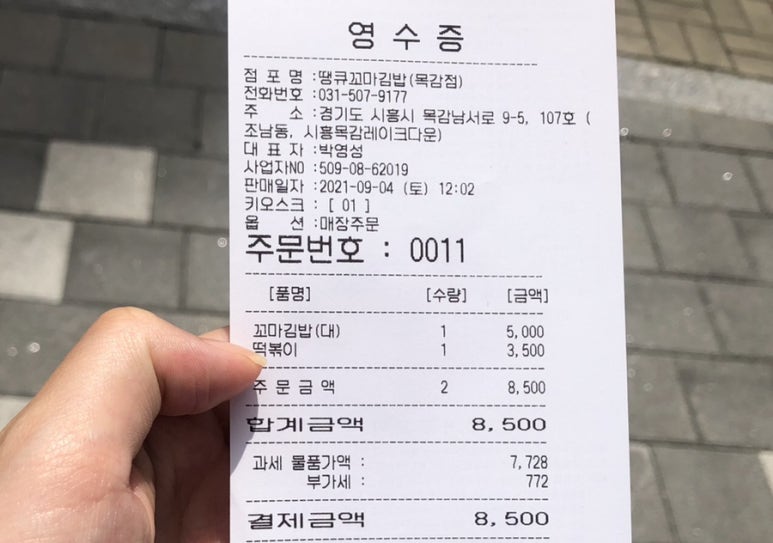 영 수 증
점 포 명 :땡큐꼬마김밥(목감점)
전화번호 :031-507-9177
주 소 :경기도 시흥시 목감남서로 9-5, 107호 (
조남동, 시흥목감레이크다운)
대 표 자 :박영성
사업자NO :509-08-62019
판매일자 :2021-09-04 (토) 12:02
키오스크 : [ 01 ]
옵 션 :매장주문
주문번호 : 0011
[품명] [수량] [금액]
꼬마김밥(대) 1 5,000
떡볶이 1 3,500
주 문 금 액 2 8,500
합계금액 8,500
과세 물품가액 : 7,728
부가세 : 772
결제금액 8,500